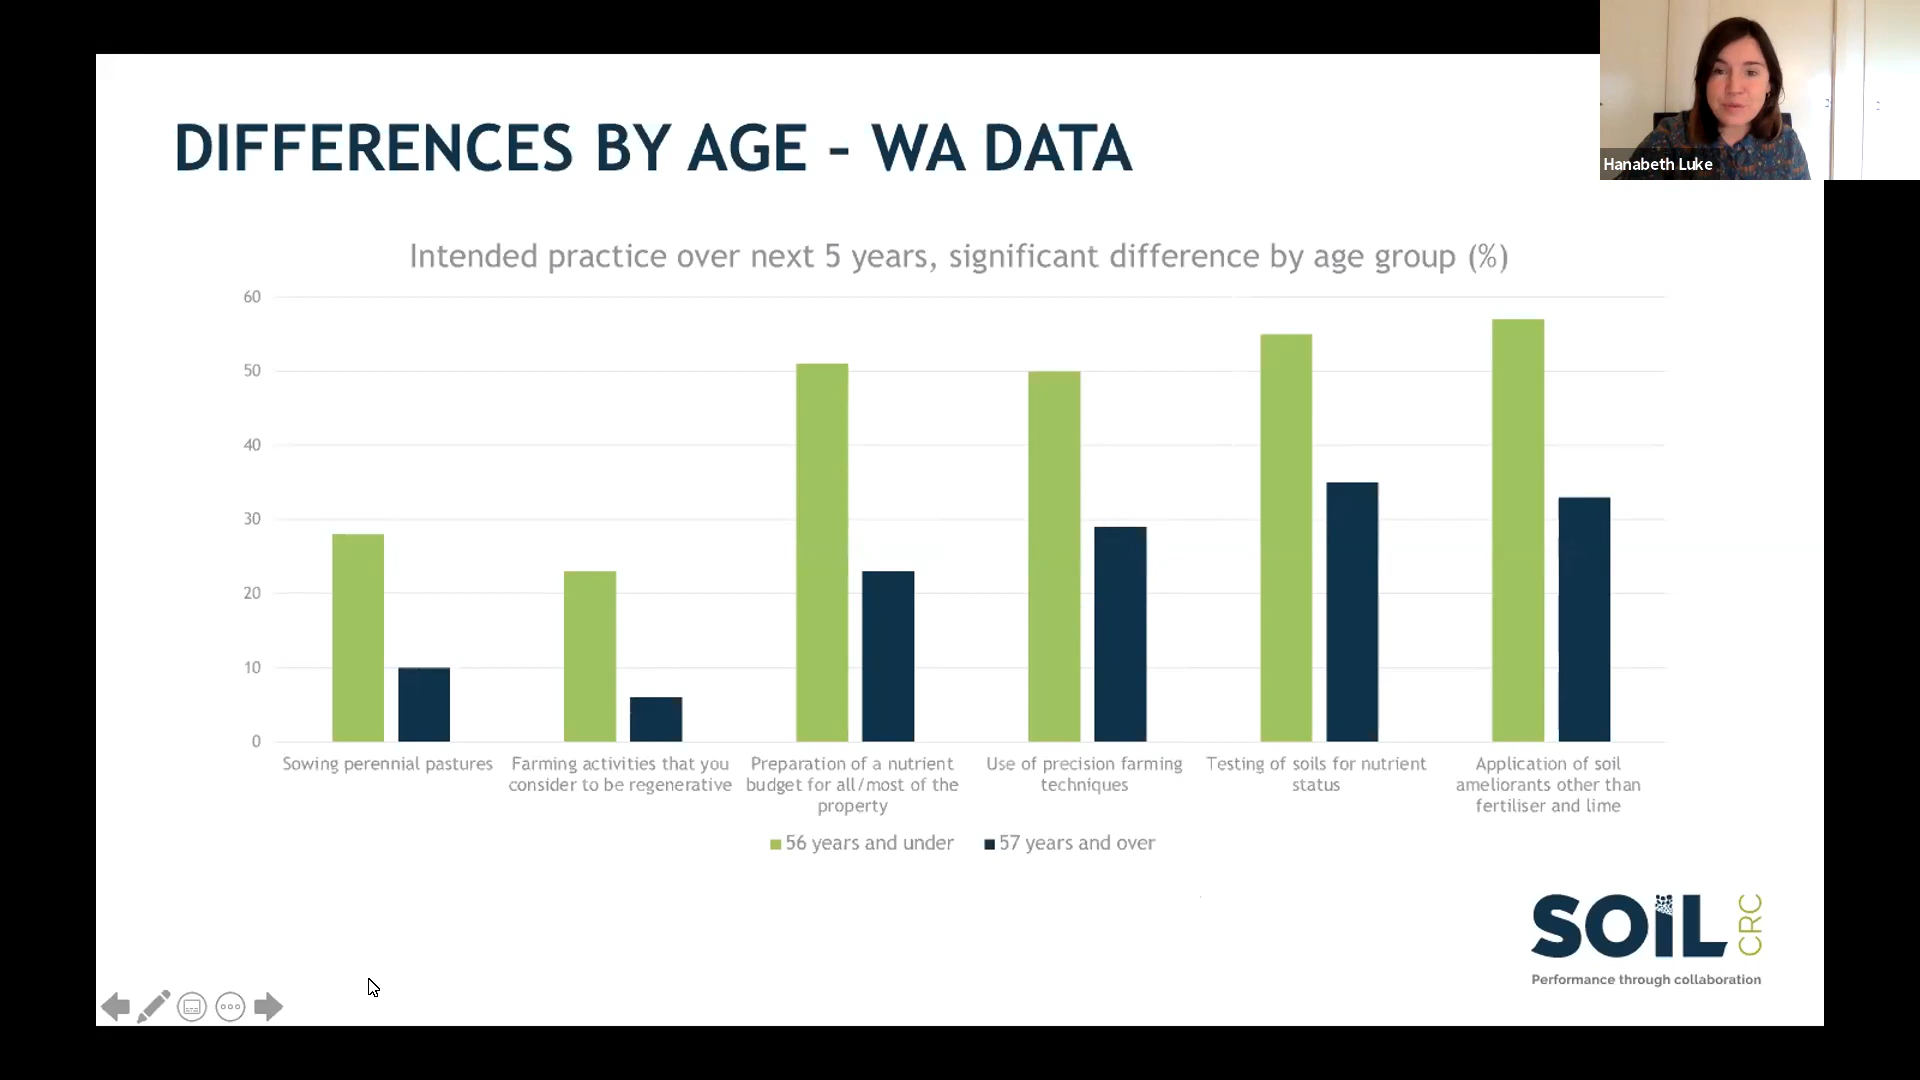 DIFFERENCES BY AGE - WA DATA
Hanabeth Luke
Intended practice over next 5 years, significant difference by age group (%)
60
50
40
30
20
10
0
Sowing perennial pastures
Farming activities that you
consider to be regenerative
Preparation of a nutrient
budget for all/most of the
property
Use of precision farming
techniques
Testing of soils for nutrient
status
Application of soil
ameliorants other than
fertiliser and lime
56 years and under
57 years and over
SOIL CRC
Performance through collaboration